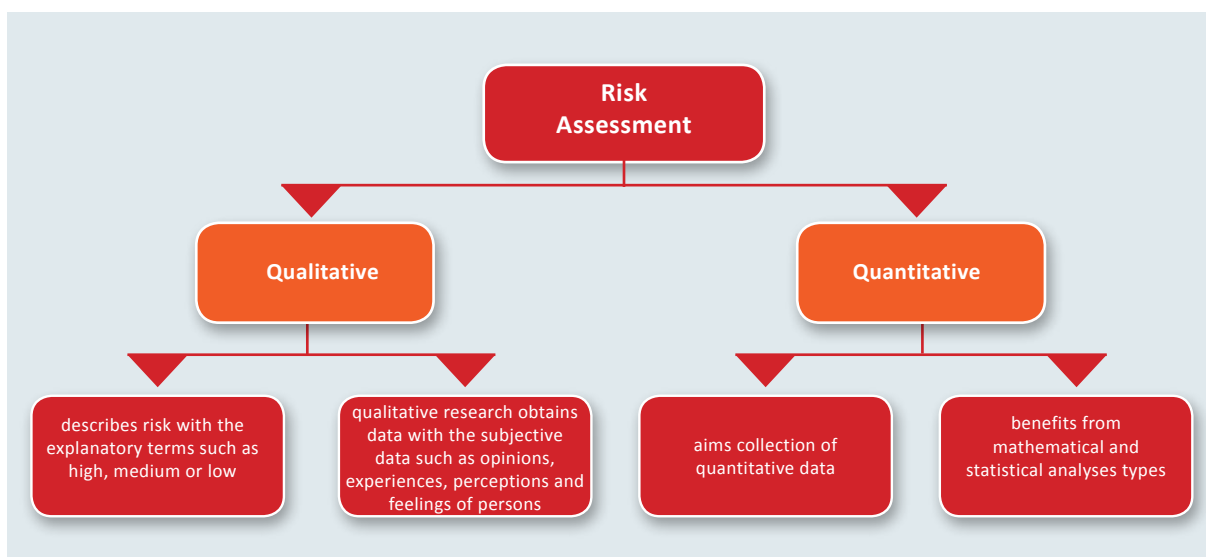 Risk
Assessment
Qualitative
Quantitative
describes risk with the
explanatory terms such as
high, medium or low
qualitative research obtains
data with the subjective
data such as opinions,
experiences, perceptions and
feelings of persons
aims collection of
quantitative data
benefits from
mathematical and
statistical analyses types